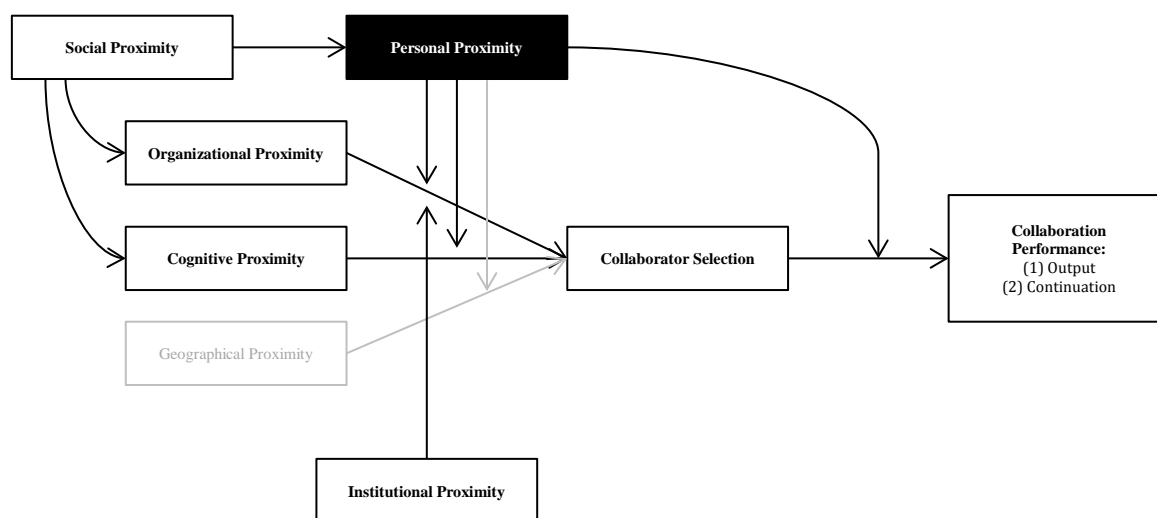 Social Proximity
Personal Proximity
Organizational Proximity
Cognitive Proximity
Collaborator Selection
Collaboration
Performance:
(1) Output
(2) Continuation
Geographical Proximity
Institutional Proximity